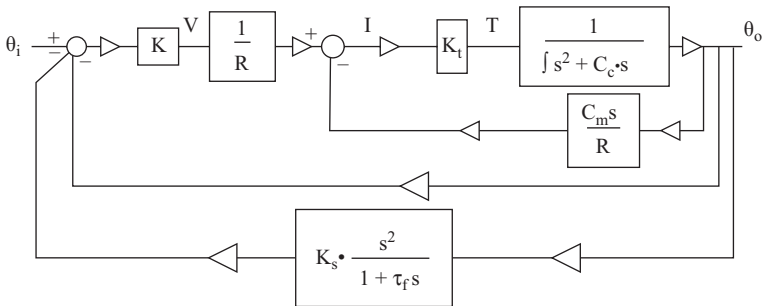 V
I
T
θi
+
−
−
K
1
R
+
−
Kt
1
∫ s² + Cc•s
θo
Cm s
R
Ks• s²
1 + τf s